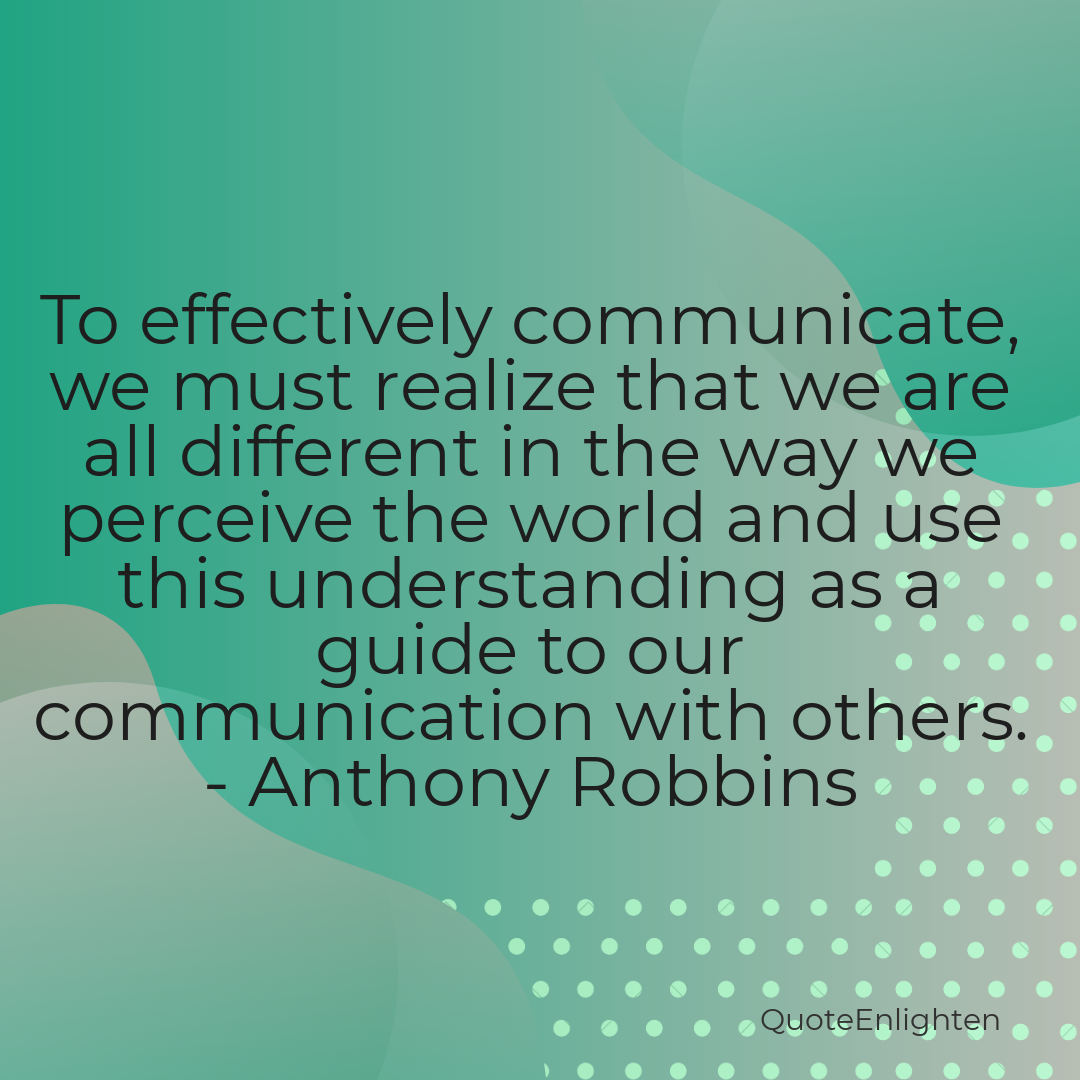 To effectively communicate,
we must realize that we are
all different in the way we
perceive the world and use
this understanding as a
guide to our
communication with others.
- Anthony Robbins
QuoteEnlighten